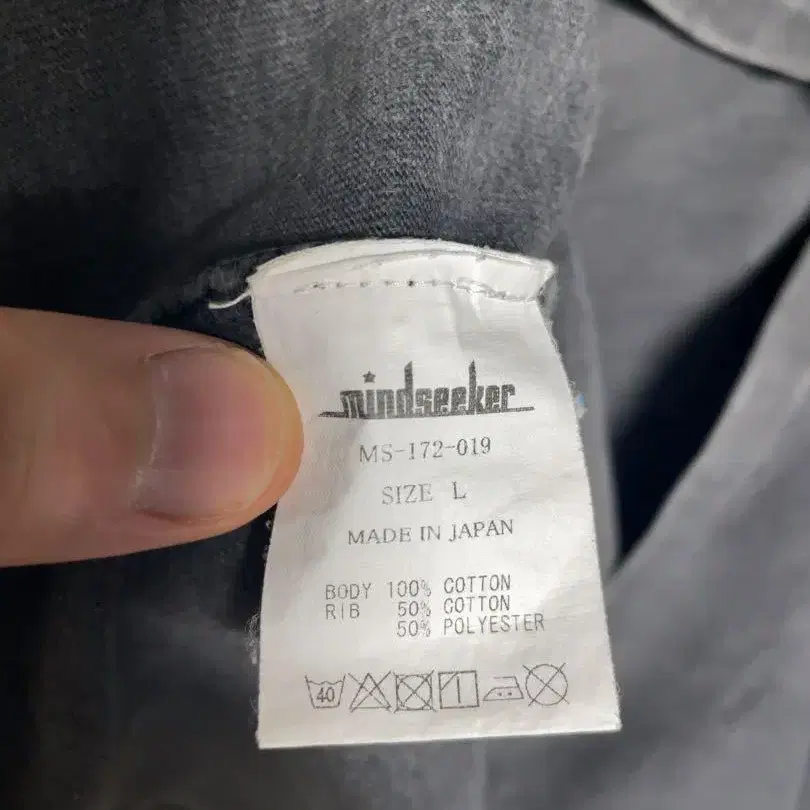 mindseeker
MS-172-019
SIZE L
MADE IN JAPAN
BODY 100% COTTON
RIB 50% COTTON
50% POLYESTER
40